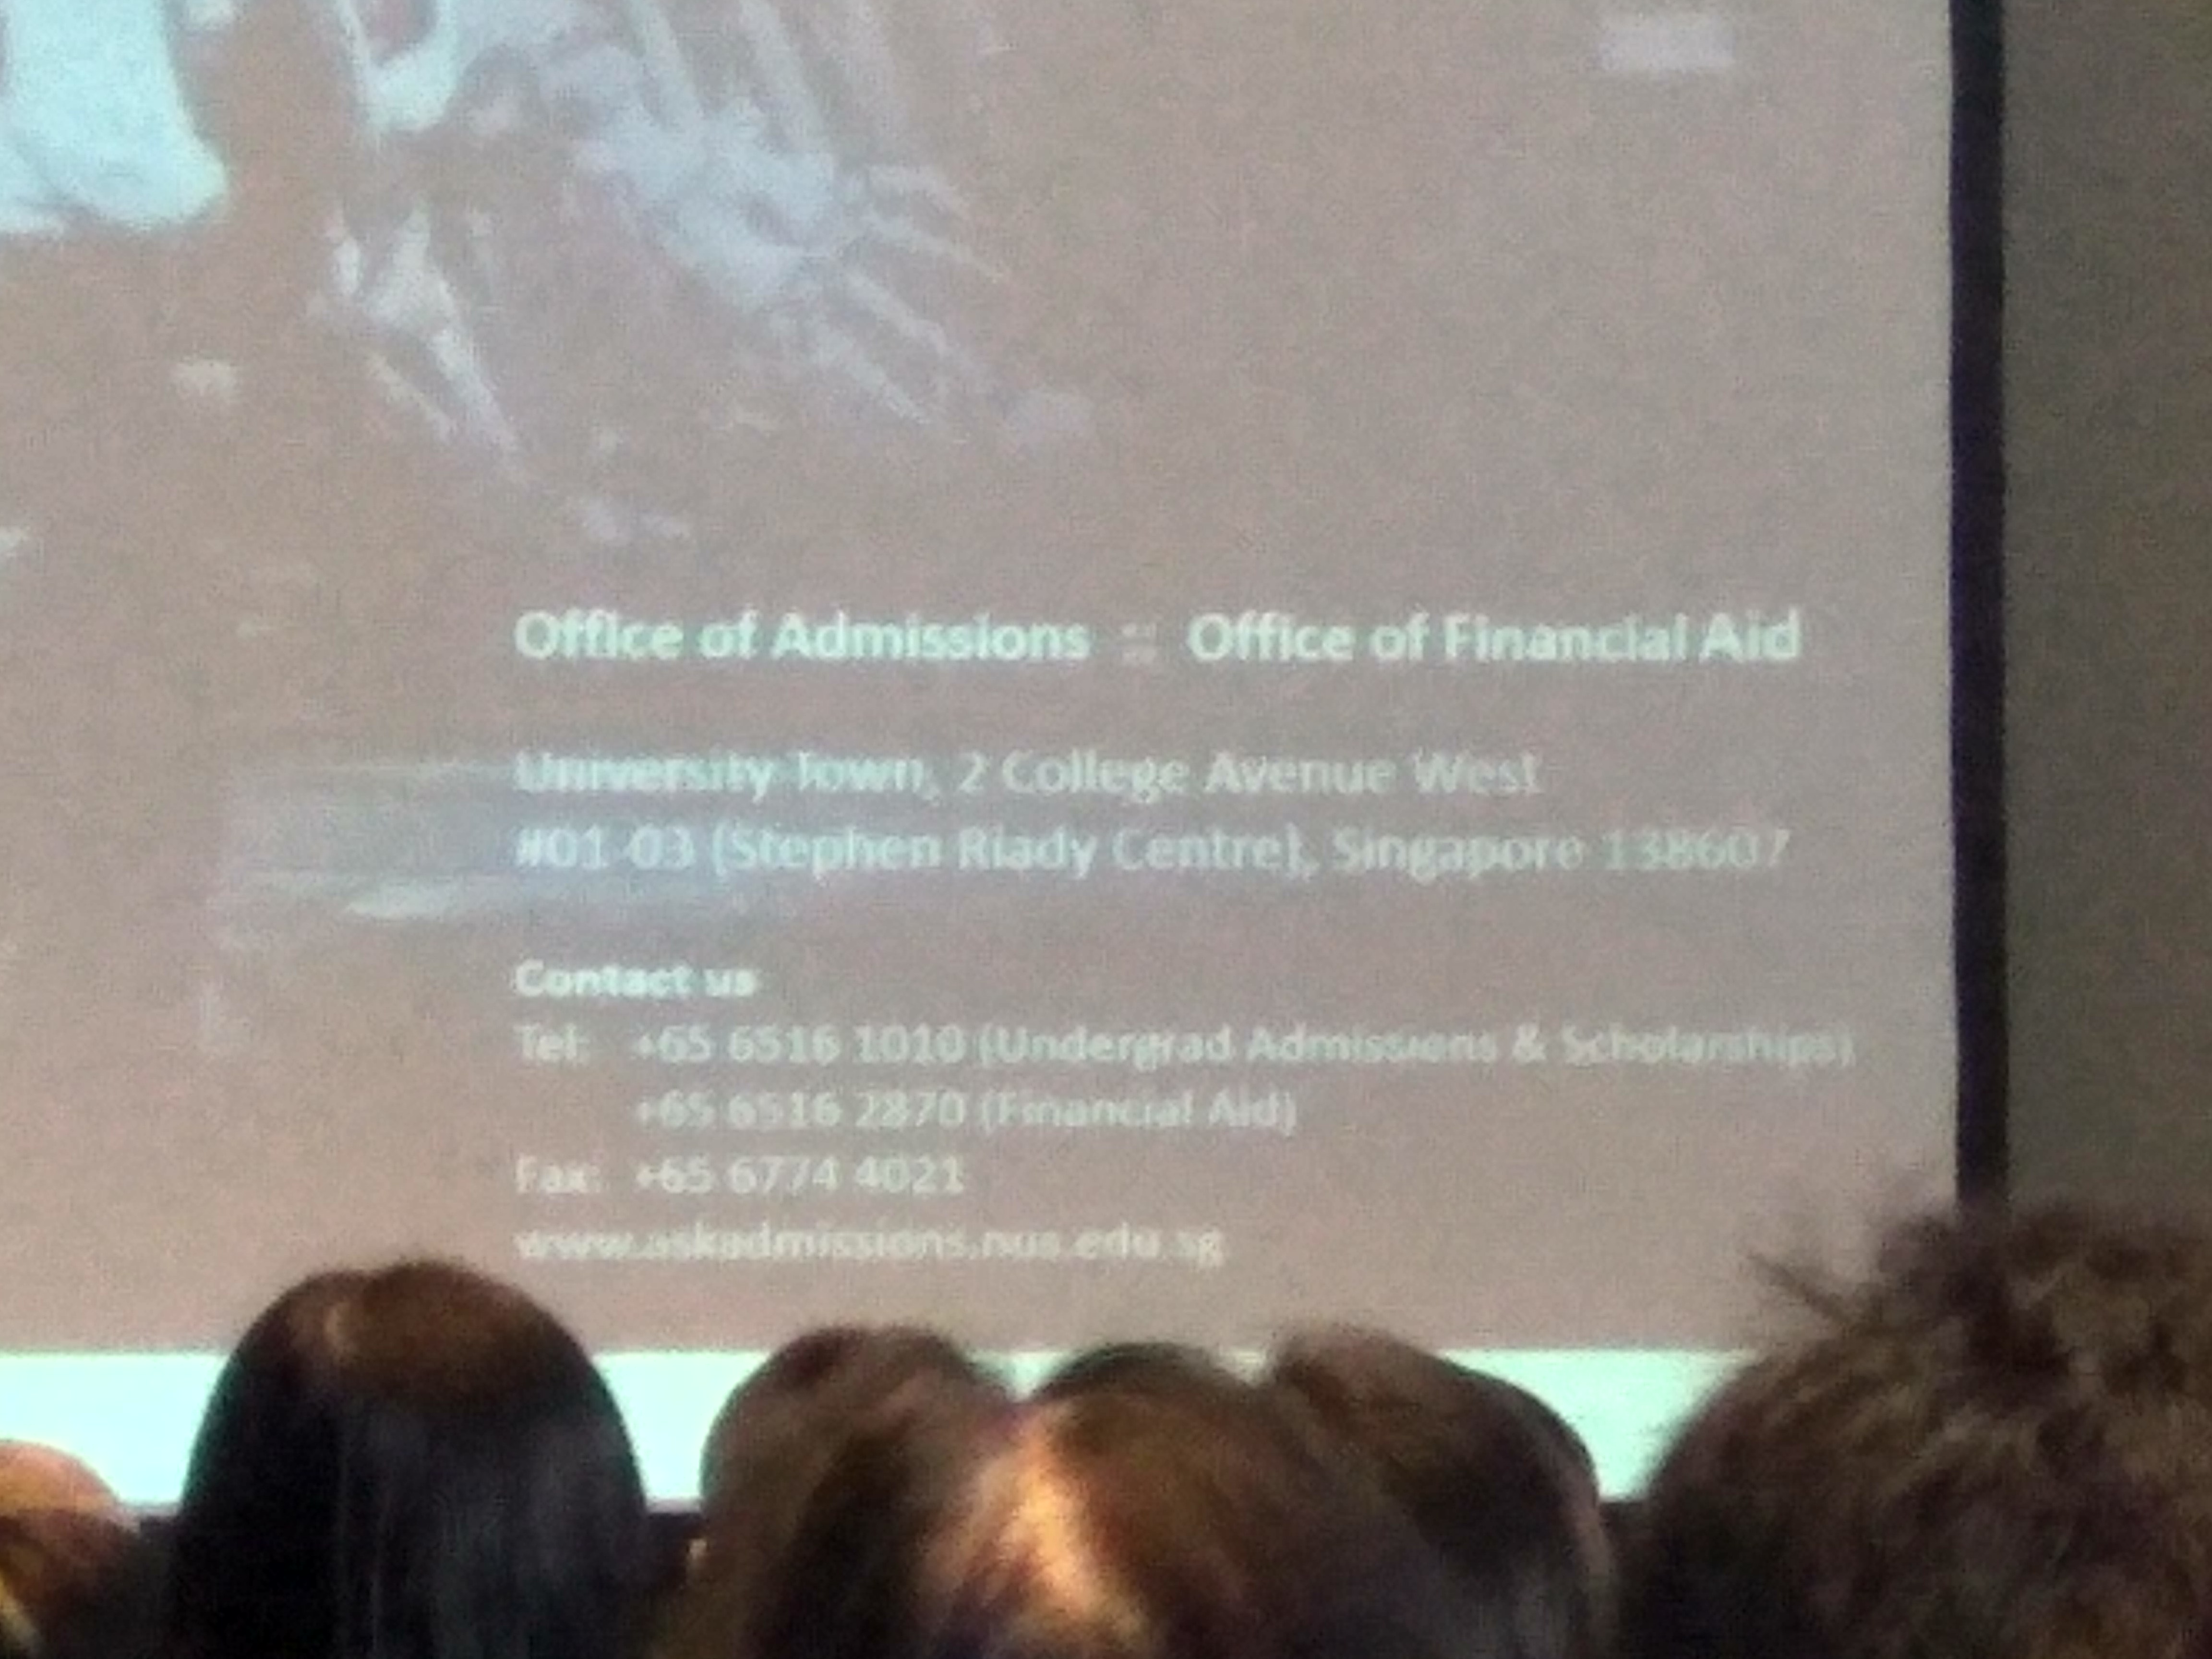 Office of Admissions :: Office of Financial Aid
University Town, 2 College Avenue West
#01-03 (Stephen Riady Centre), Singapore 138607
Contact us
Tel: +65 6516 1010 (Undergrad Admissions & Scholarships)
+65 6516 2870 (Financial Aid)
Fax: +65 6774 4021
www.askadmissions.nus.edu.sg